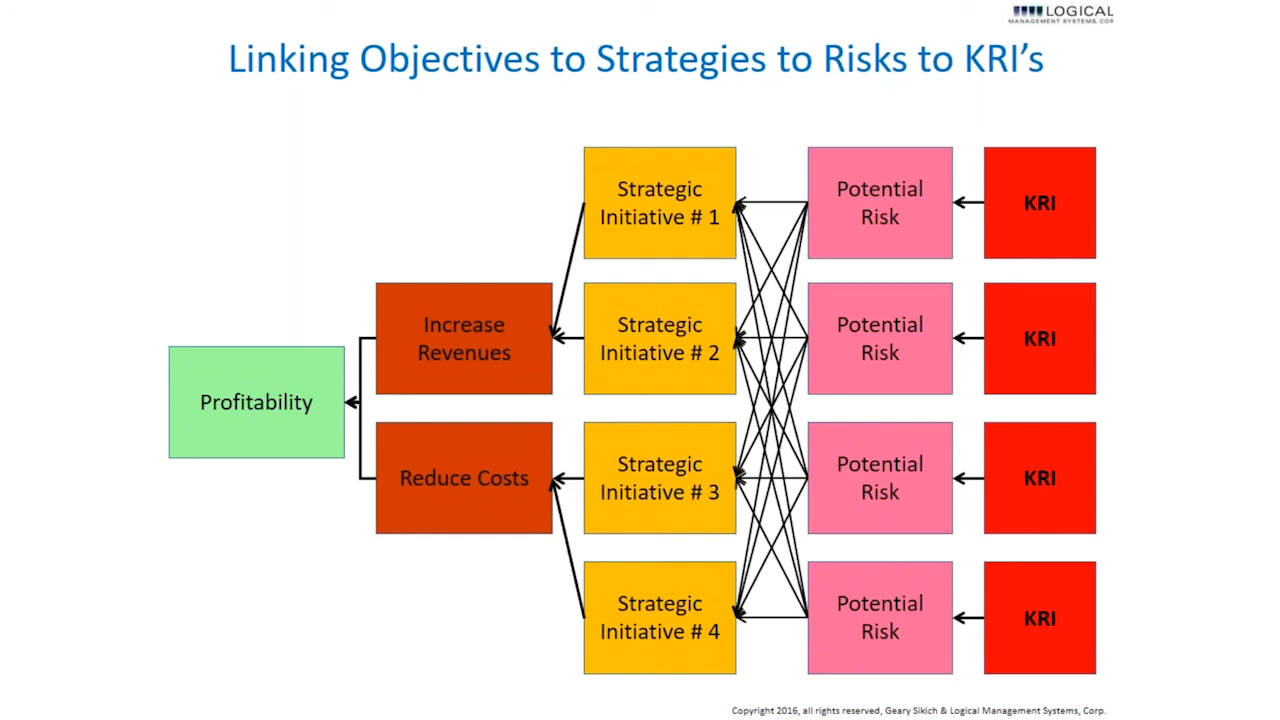 LOGICAL
MANAGEMENT SYSTEMS, COR
Linking Objectives to Strategies to Risks to KRI's
Strategic
Initiative # 1
Potential
Risk
KRI
Increase
Revenues
Strategic
Initiative # 2
Potential
Risk
KRI
Profitability
Reduce Costs
Strategic
Initiative # 3
Potential
Risk
KRI
Strategic
Initiative # 4
Potential
Risk
KRI
Copyright 2016, all rights reserved, Geary Sikich & Logical Management Systems, Corp.